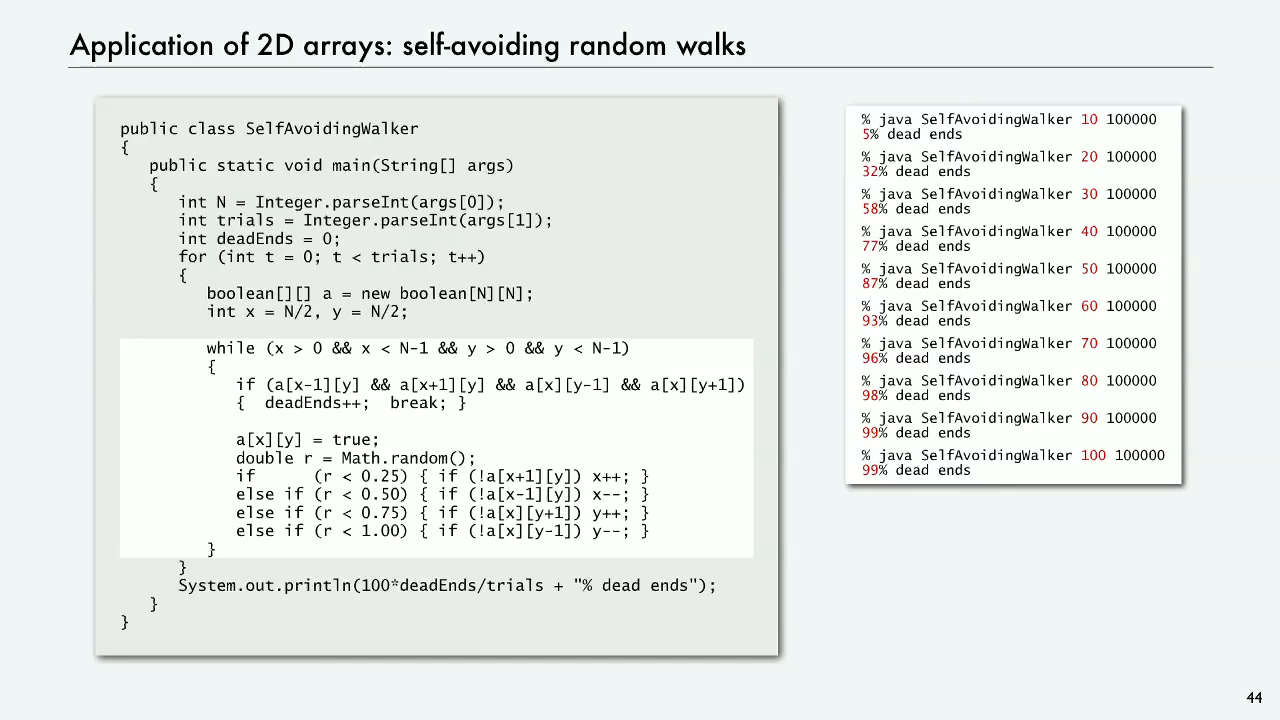 Application of 2D arrays: self-avoiding random walks
public class SelfAvoidingWalker
{
public static void main(String[] args)
{
int N = Integer.parseInt(args[0]);
int trials = Integer.parseInt(args[1]);
int deadEnds = 0;
for (int t = 0; t < trials; t++)
{
boolean[][] a = new boolean[N][N];
int x = N/2, y = N/2;
while (x > 0 && x < N-1 && y > 0 && y < N-1)
{
if (a[x-1][y] && a[x+1][y] && a[x][y-1] && a[x][y+1])
{ deadEnds++; break; }
a[x][y] = true;
double r = Math.random();
if (r < 0.25) { if (!a[x+1][y]) x++; }
else if (r < 0.50) { if (!a[x-1][y]) x--; }
else if (r < 0.75) { if (!a[x][y+1]) y++; }
else if (r < 1.00) { if (!a[x][y-1]) y--; }
}
}
System.out.println(100*deadEnds/trials + "% dead ends");
}
}
% java SelfAvoidingWalker 10 100000
5% dead ends
% java SelfAvoidingWalker 20 100000
32% dead ends
% java SelfAvoidingWalker 30 100000
58% dead ends
% java SelfAvoidingWalker 40 100000
77% dead ends
% java SelfAvoidingWalker 50 100000
87% dead ends
% java SelfAvoidingWalker 60 100000
93% dead ends
% java SelfAvoidingWalker 70 100000
96% dead ends
% java SelfAvoidingWalker 80 100000
98% dead ends
% java SelfAvoidingWalker 90 100000
99% dead ends
% java SelfAvoidingWalker 100 100000
99% dead ends
44